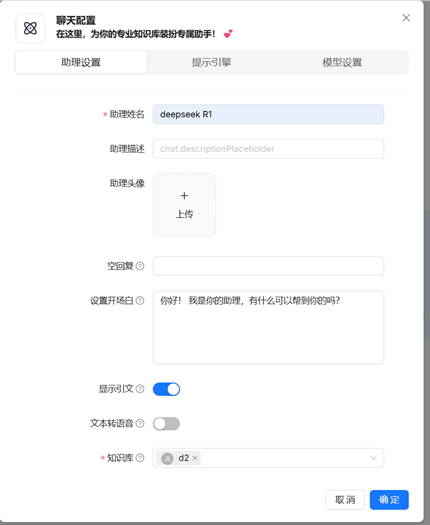 聊天配置
在这里，为你的专业知识库装扮专属助手！ 💕
助理设置 提示引擎 模型设置
* 助理姓名 deepseek R1
助理描述 chat.descriptionPlaceholder
助理头像
+
上传
空回复
设置开场白 你好！ 我是你的助理，有什么可以帮到你的吗？
显示引文
文本转语音
* 知识库 d2 ×
取消 确定